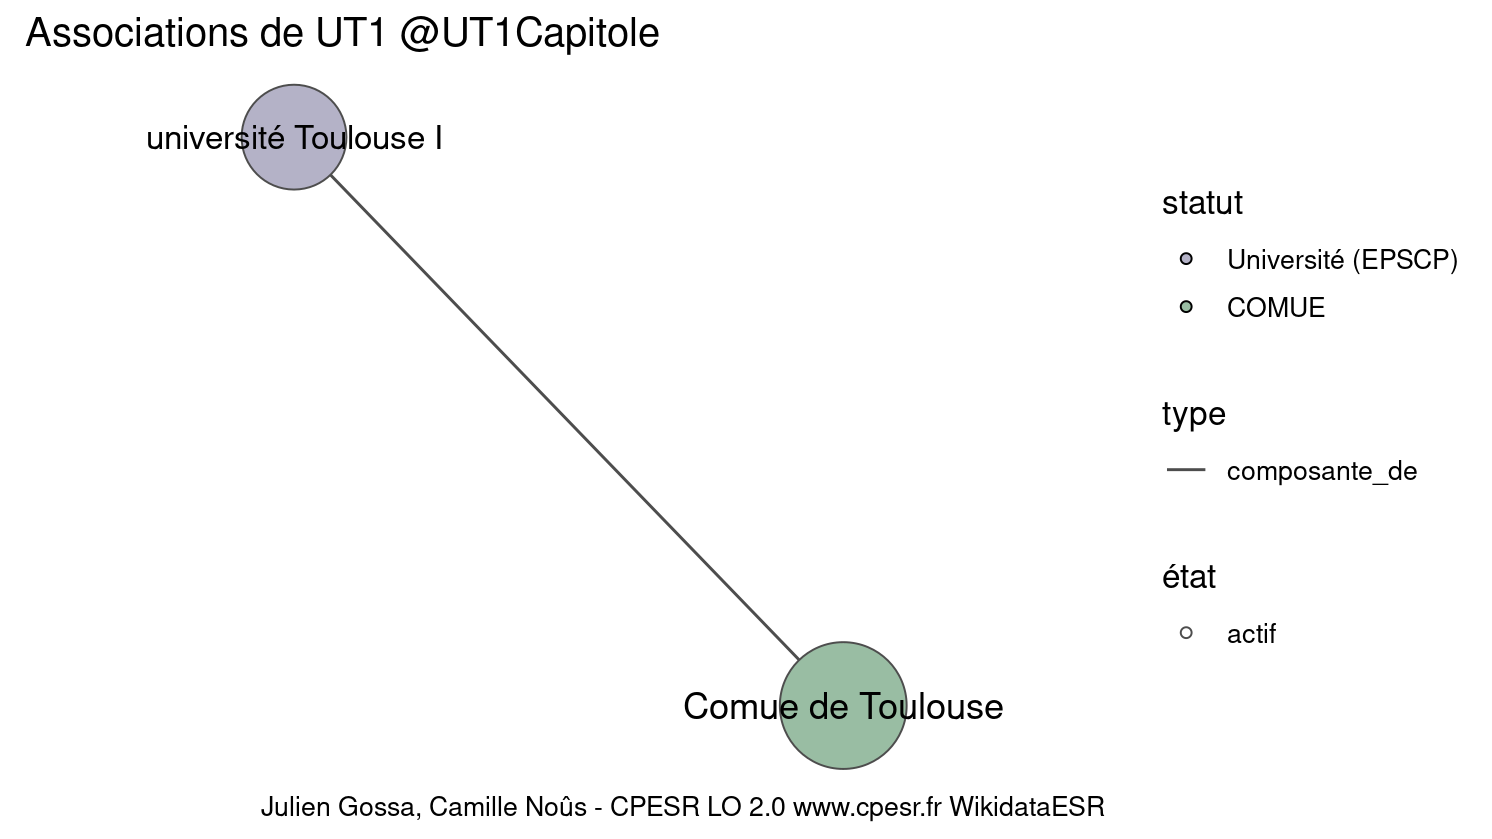 Associations de UT1 @UT1Capitole
université Toulouse I
statut
Université (EPSCP)
COMUE
type
composante_de
état
actif
Comue de Toulouse
Julien Gossa, Camille Noûs - CPESR LO 2.0 www.cpesr.fr WikidataESR